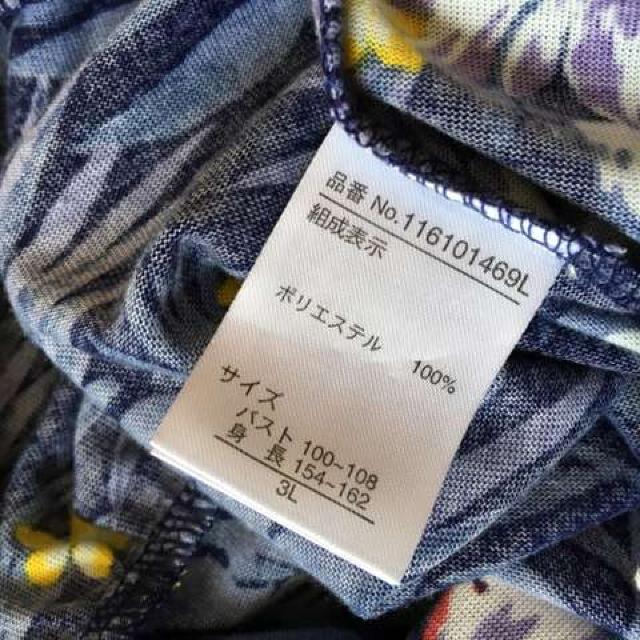 品番 No.116101469L
組成表示
ポリエステル 100%
サイズ
バスト 100~108
身 長 154~162
3L